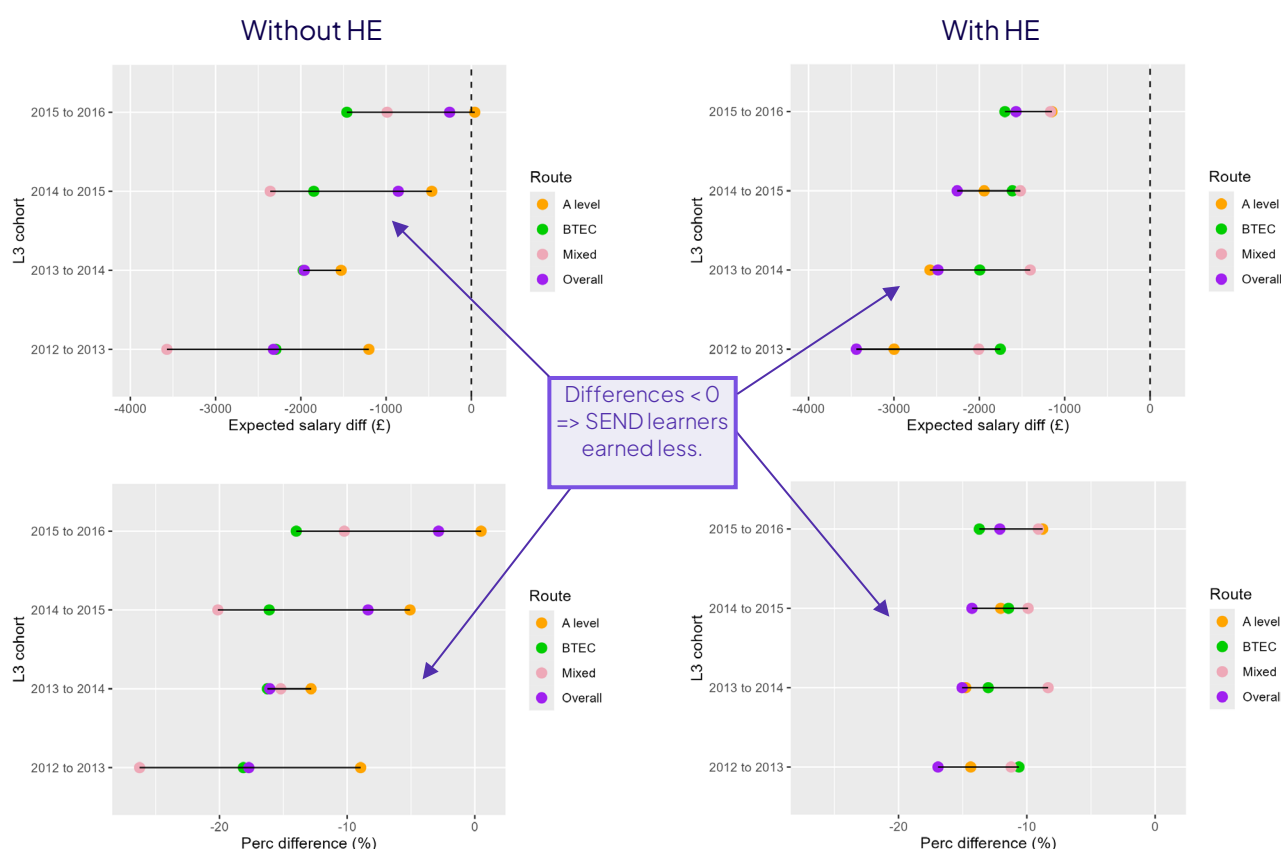 Without HE
With HE
2015 to 2016
2014 to 2015
2013 to 2014
2012 to 2013
L3 cohort
-4000
-3000
-2000
-1000
0
Expected salary diff (£)
Route
A level
BTEC
Mixed
Overall
2015 to 2016
2014 to 2015
2013 to 2014
2012 to 2013
L3 cohort
-4000
-3000
-2000
-1000
0
Expected salary diff (£)
Route
A level
BTEC
Mixed
Overall
Differences < 0
=> SEND learners
earned less.
2015 to 2016
2014 to 2015
2013 to 2014
2012 to 2013
L3 cohort
-20
-10
0
Perc difference (%)
Route
A level
BTEC
Mixed
Overall
2015 to 2016
2014 to 2015
2013 to 2014
2012 to 2013
L3 cohort
-20
-10
0
Perc difference (%)
Route
A level
BTEC
Mixed
Overall